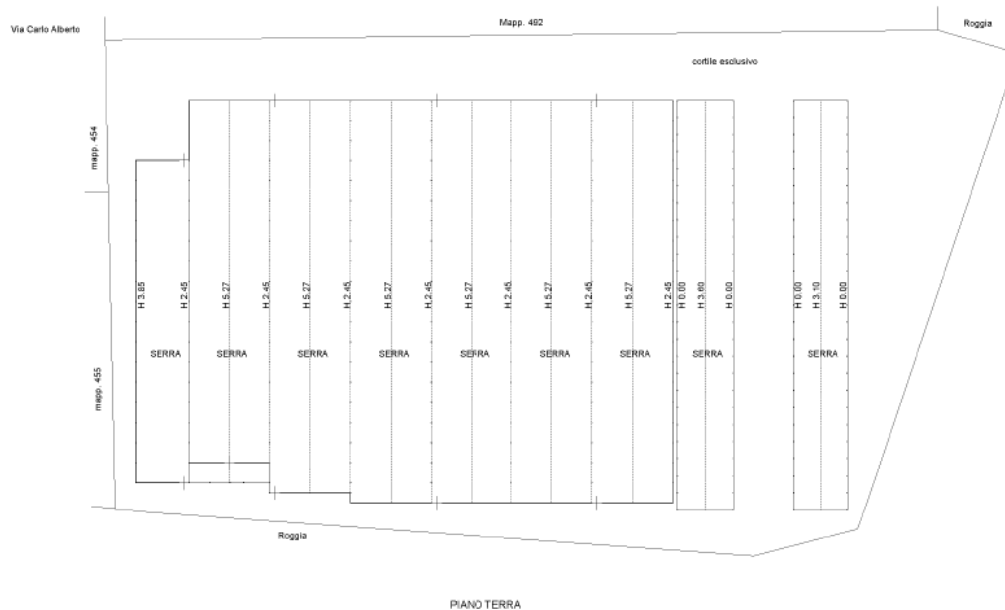 Via Carlo Alberto
Mapp. 492
Roggia
cortile esclusivo
mapp. 454
mapp. 455
H 3.85
H 2.45
H 5.27
H 2.45
H 5.27
H 2.45
H 5.27
H 2.45
H 5.27
H 2.45
H 5.27
H 2.45
H 5.27
H 2.45
H 0.00
H 3.60
H 0.00
H 0.00
H 3.10
H 0.00
SERRA
SERRA
SERRA
SERRA
SERRA
SERRA
SERRA
SERRA
SERRA
Roggia
PIANO TERRA